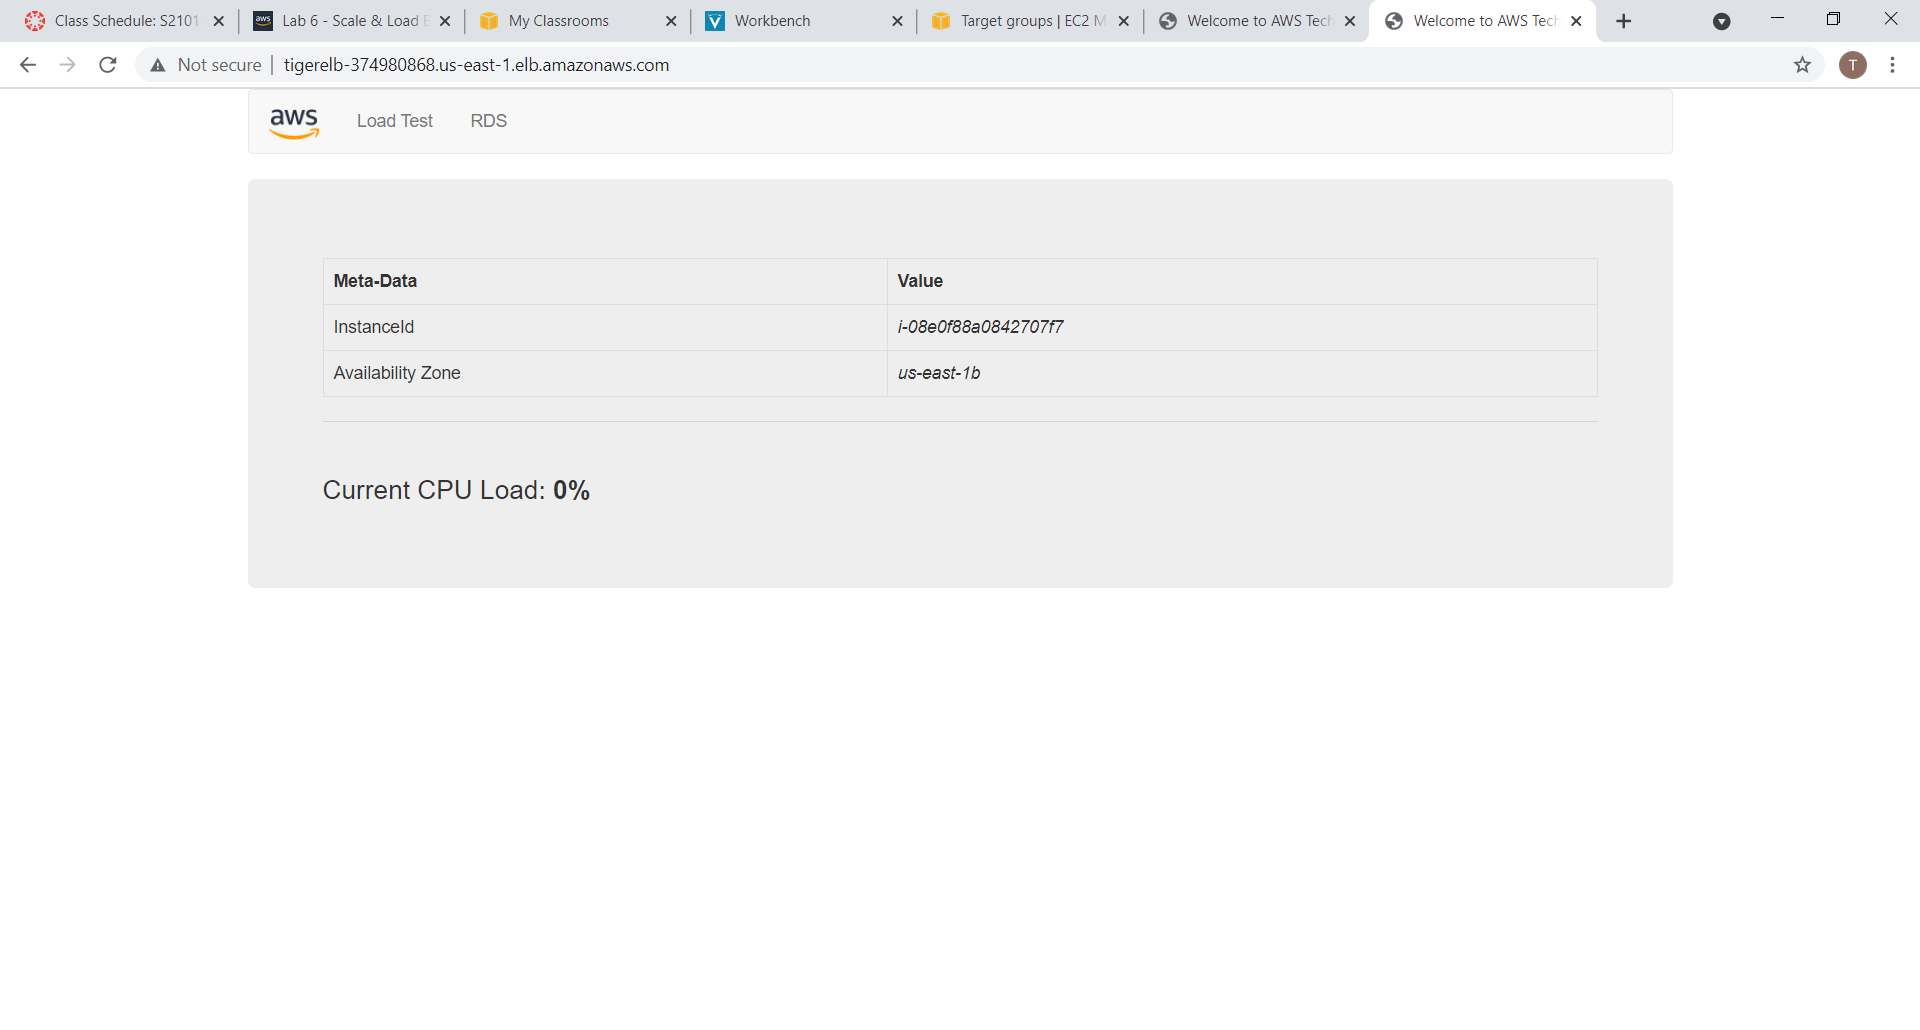 Class Schedule: S2101
Lab 6 - Scale & Load
My Classrooms
Workbench
Target groups | EC2 M
Welcome to AWS Tech
Welcome to AWS Tech
Not secure
tigerelb-374980868.us-east-1.elb.amazonaws.com
T
aws
Load Test
RDS
Meta-Data Value
InstanceId i-08e0f88a0842707f7
Availability Zone us-east-1b
Current CPU Load: 0%